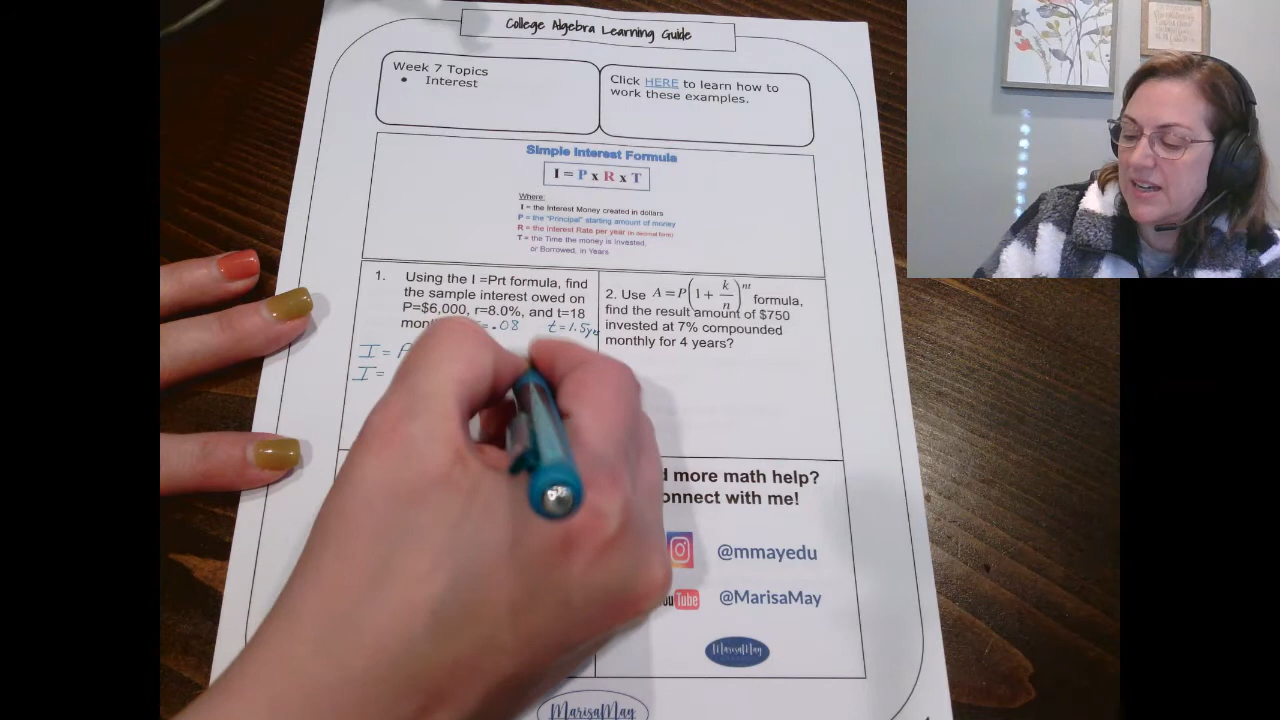 College Algebra Learning Guide
Week 7 Topics
• Interest
Click HERE to learn how to
work these examples.
Simple Interest Formula
I = P x R x T
Where:
I = the Interest Money created in dollars
P = the "Principal" starting amount of money
R = the Interest Rate per year (in decimal form)
T = the Time the money is Invested,
or Borrowed, in Years
1. Using the I =Prt formula, find
the sample interest owed on
P=$6,000, r=8.0%, and t=18
= .08 t = 1.5yr
I = P
I =
2. Use A=P(1+k/n)^nt formula,
find the result amount of $750
invested at 7% compounded
monthly for 4 years?
more math help?
onnect with me!
@mmayedu
Tube @MarisaMay
MarisaMay
MarisaMay